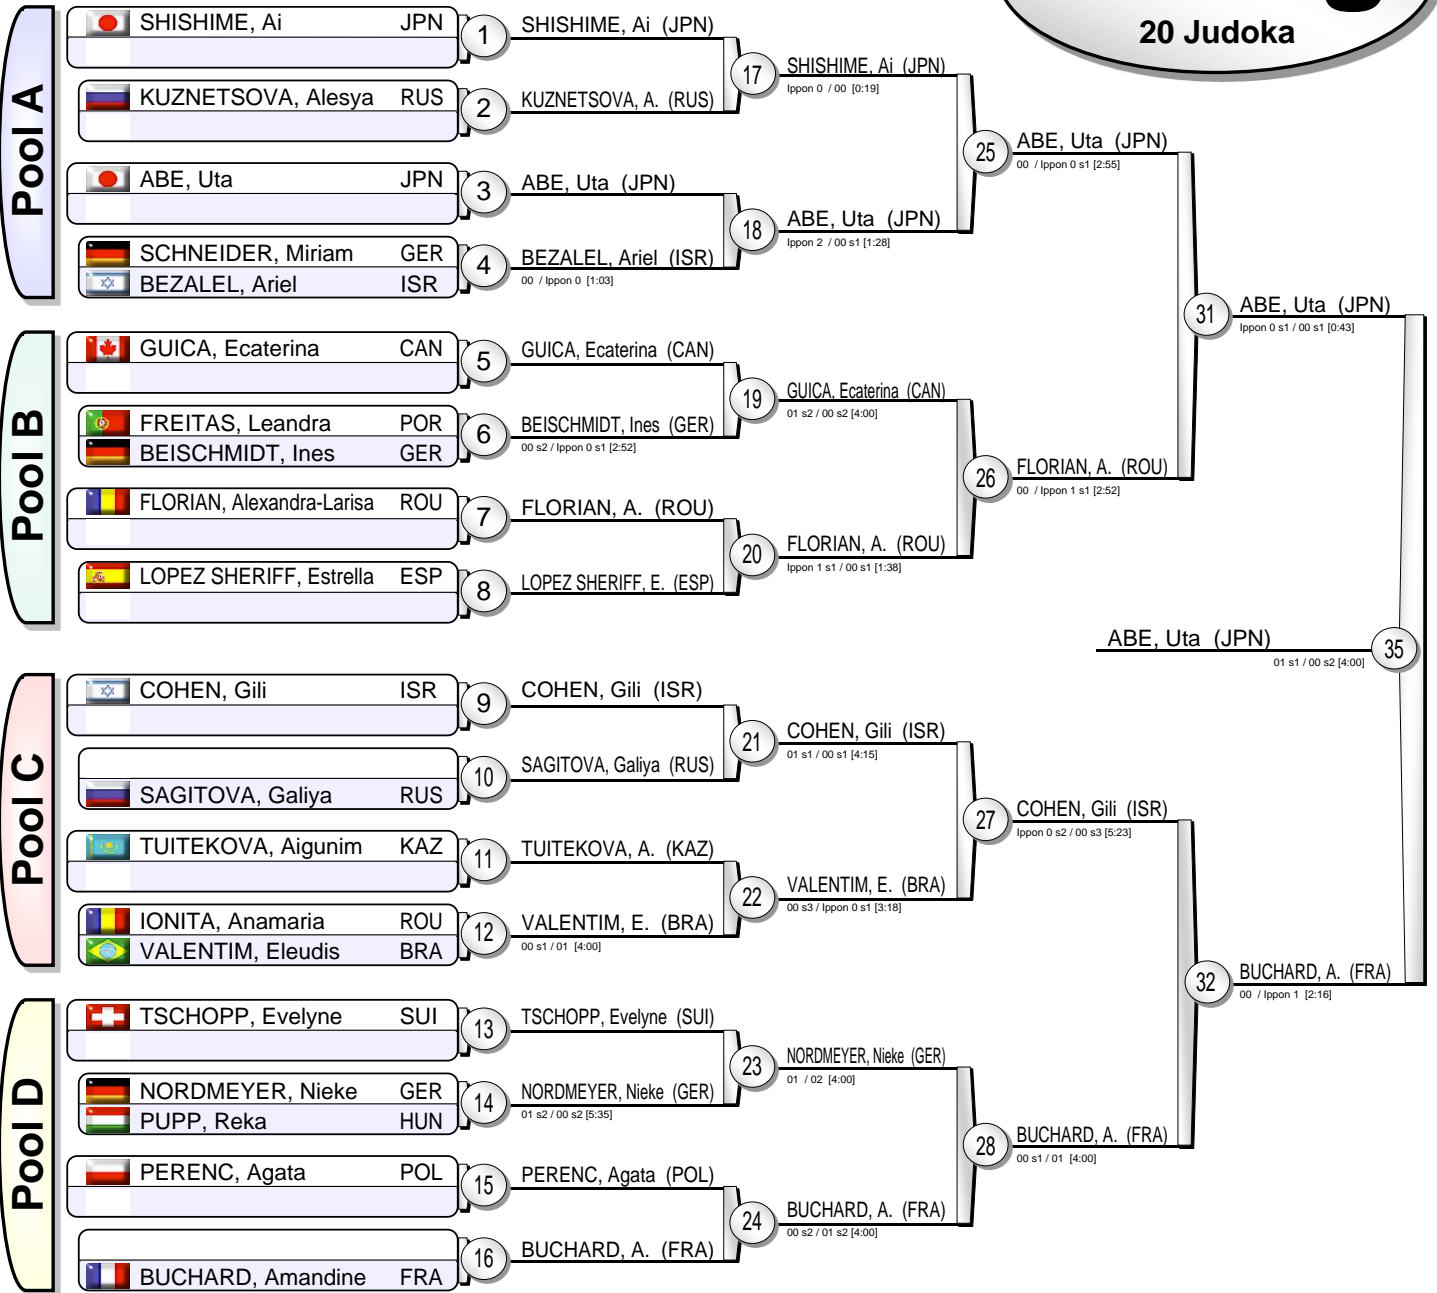 20 Judoka
Pool A
SHISHIME, Ai JPN
KUZNETSOVA, Alesya RUS
ABE, Uta JPN
SCHNEIDER, Miriam GER
BEZALEL, Ariel ISR
Pool B
GUICA, Ecaterina CAN
FREITAS, Leandra POR
BEISCHMIDT, Ines GER
FLORIAN, Alexandra-Larisa ROU
LOPEZ SHERIFF, Estrella ESP
Pool C
COHEN, Gili ISR
SAGITOVA, Galiya RUS
TUITEKOVA, Aigunim KAZ
IONITA, Anamaria ROU
VALENTIM, Eleudis BRA
Pool D
TSCHOPP, Evelyne SUI
NORDMEYER, Nieke GER
PUPP, Reka HUN
PERENC, Agata POL
BUCHARD, Amandine FRA
1 SHISHIME, Ai (JPN)
2 KUZNETSOVA, A. (RUS)
3 ABE, Uta (JPN)
4 BEZALEL, Ariel (ISR)
00 / Ippon 0 [1:03]
5 GUICA, Ecaterina (CAN)
6 BEISCHMIDT, Ines (GER)
00 s2 / Ippon 0 s1 [2:52]
7 FLORIAN, A. (ROU)
8 LOPEZ SHERIFF, E. (ESP)
9 COHEN, Gili (ISR)
10 SAGITOVA, Galiya (RUS)
11 TUITEKOVA, A. (KAZ)
12 VALENTIM, E. (BRA)
00 s1 / 01 [4:00]
13 TSCHOPP, Evelyne (SUI)
14 NORDMEYER, Nieke (GER)
01 s2 / 00 s2 [5:35]
15 PERENC, Agata (POL)
16 BUCHARD, A. (FRA)
17 SHISHIME, Ai (JPN)
Ippon 0 / 00 [0:19]
18 ABE, Uta (JPN)
Ippon 2 / 00 s1 [1:28]
19 GUICA, Ecaterina (CAN)
01 s2 / 00 s2 [4:00]
20 FLORIAN, A. (ROU)
Ippon 1 s1 / 00 s1 [1:38]
21 COHEN, Gili (ISR)
01 s1 / 00 s1 [4:15]
22 VALENTIM, E. (BRA)
00 s3 / Ippon 0 s1 [3:18]
23 NORDMEYER, Nieke (GER)
01 / 02 [4:00]
24 BUCHARD, A. (FRA)
00 s2 / 01 s2 [4:00]
25 ABE, Uta (JPN)
00 / Ippon 0 s1 [2:55]
26 FLORIAN, A. (ROU)
00 / Ippon 1 s1 [2:52]
27 COHEN, Gili (ISR)
Ippon 0 s2 / 00 s3 [5:23]
28 BUCHARD, A. (FRA)
00 s1 / 01 [4:00]
31 ABE, Uta (JPN)
Ippon 0 s1 / 00 s1 [0:43]
32 BUCHARD, A. (FRA)
00 / Ippon 1 [2:16]
ABE, Uta (JPN) 35
01 s1 / 00 s2 [4:00]